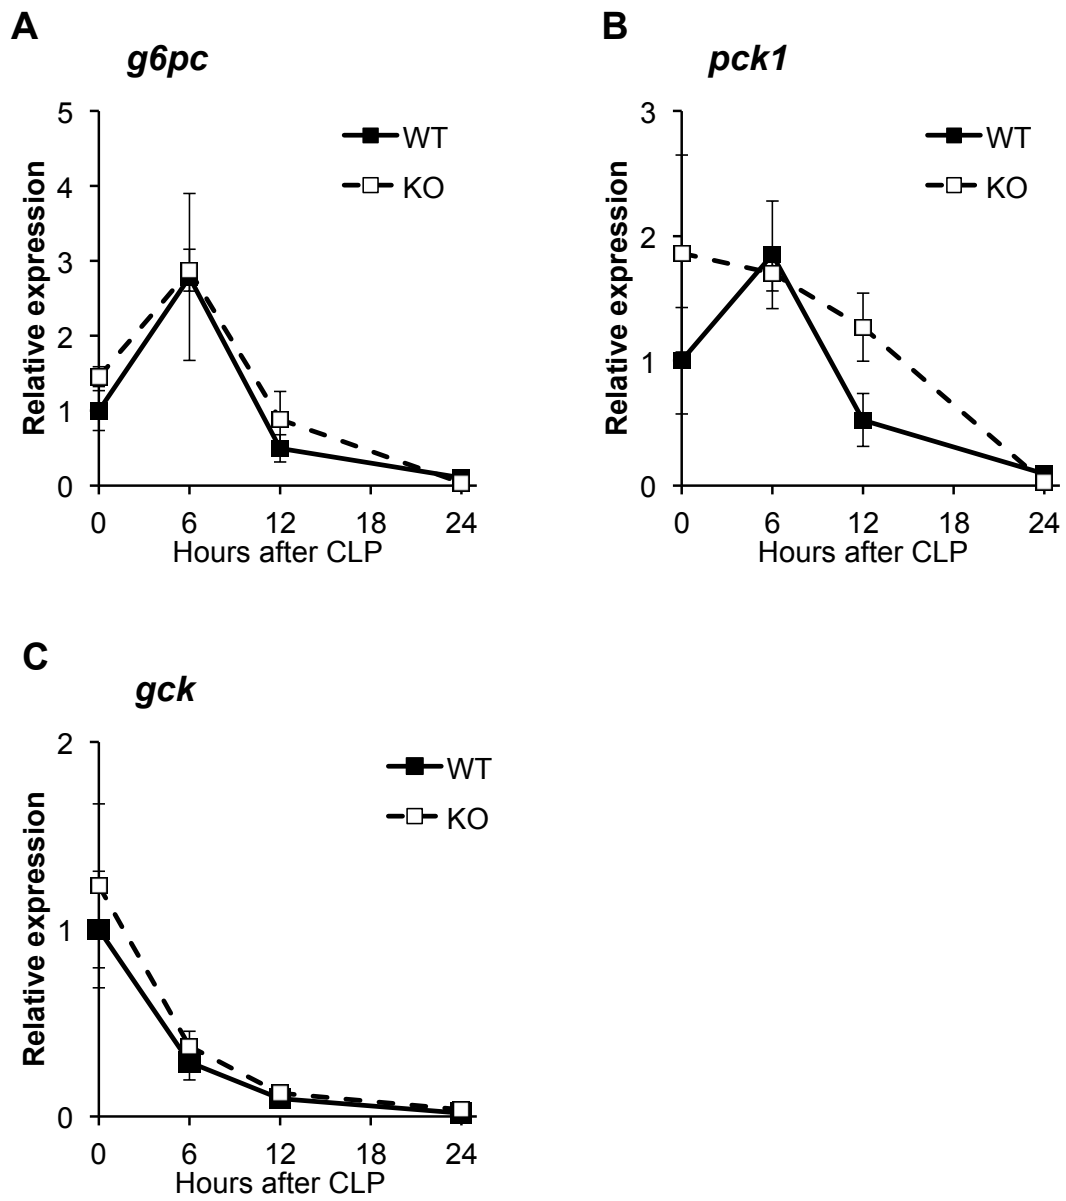 A
g6pc
5
4
3
2
1
0
Relative expression
WT
KO
0 6 12 18 24
Hours after CLP
B
pck1
3
2
1
0
Relative expression
WT
KO
0 6 12 18 24
Hours after CLP
C
gck
2
1
0
Relative expression
WT
KO
0 6 12 18 24
Hours after CLP